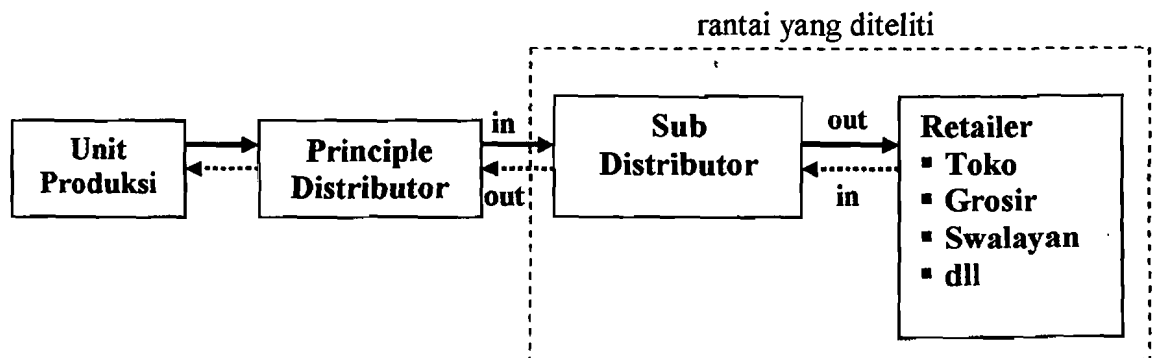 rantai yang diteliti
Unit
Produksi
Principle
Distributor
in
out
Sub
Distributor
out
in
Retailer
▪ Toko
▪ Grosir
▪ Swalayan
▪ dll